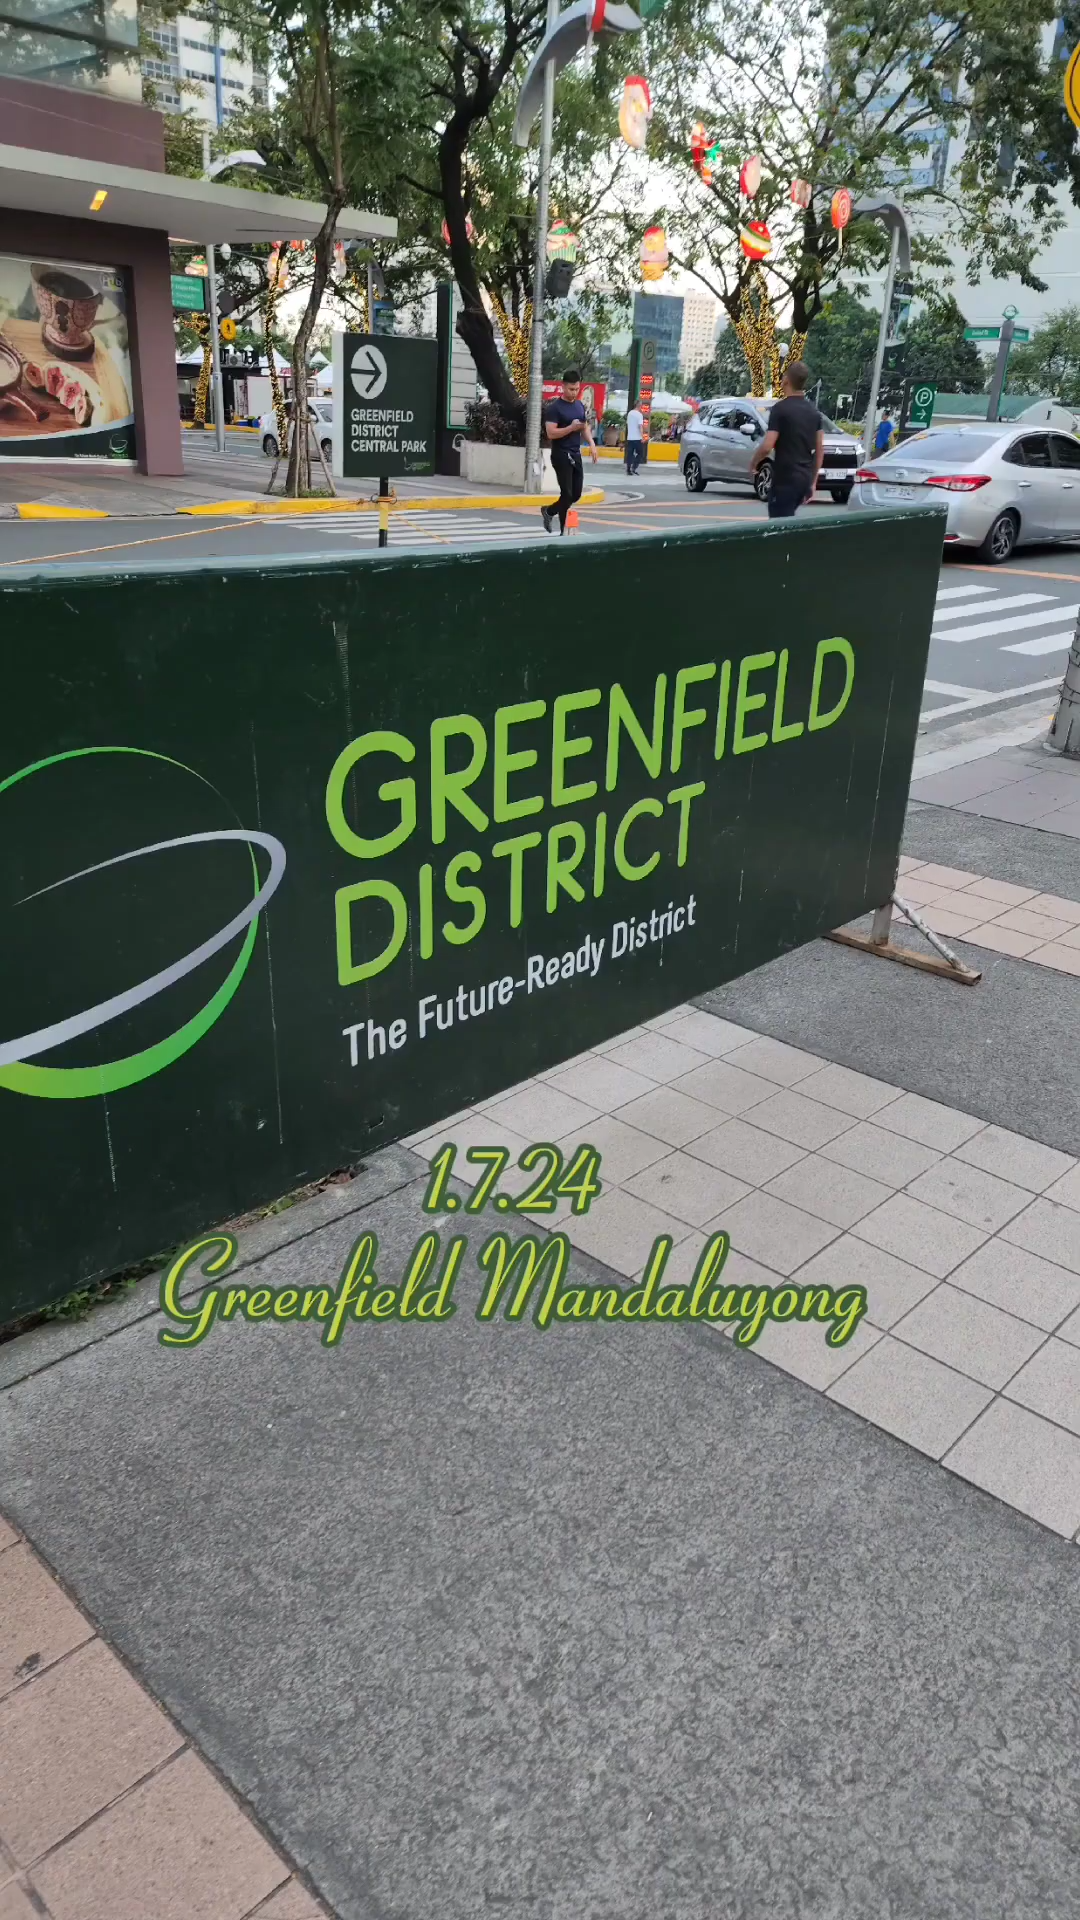 GREENFIELD
DISTRICT
CENTRAL PARK
GREENFIELD
DISTRICT
The Future-Ready District
1.7.24
Greenfield Mandaluyong